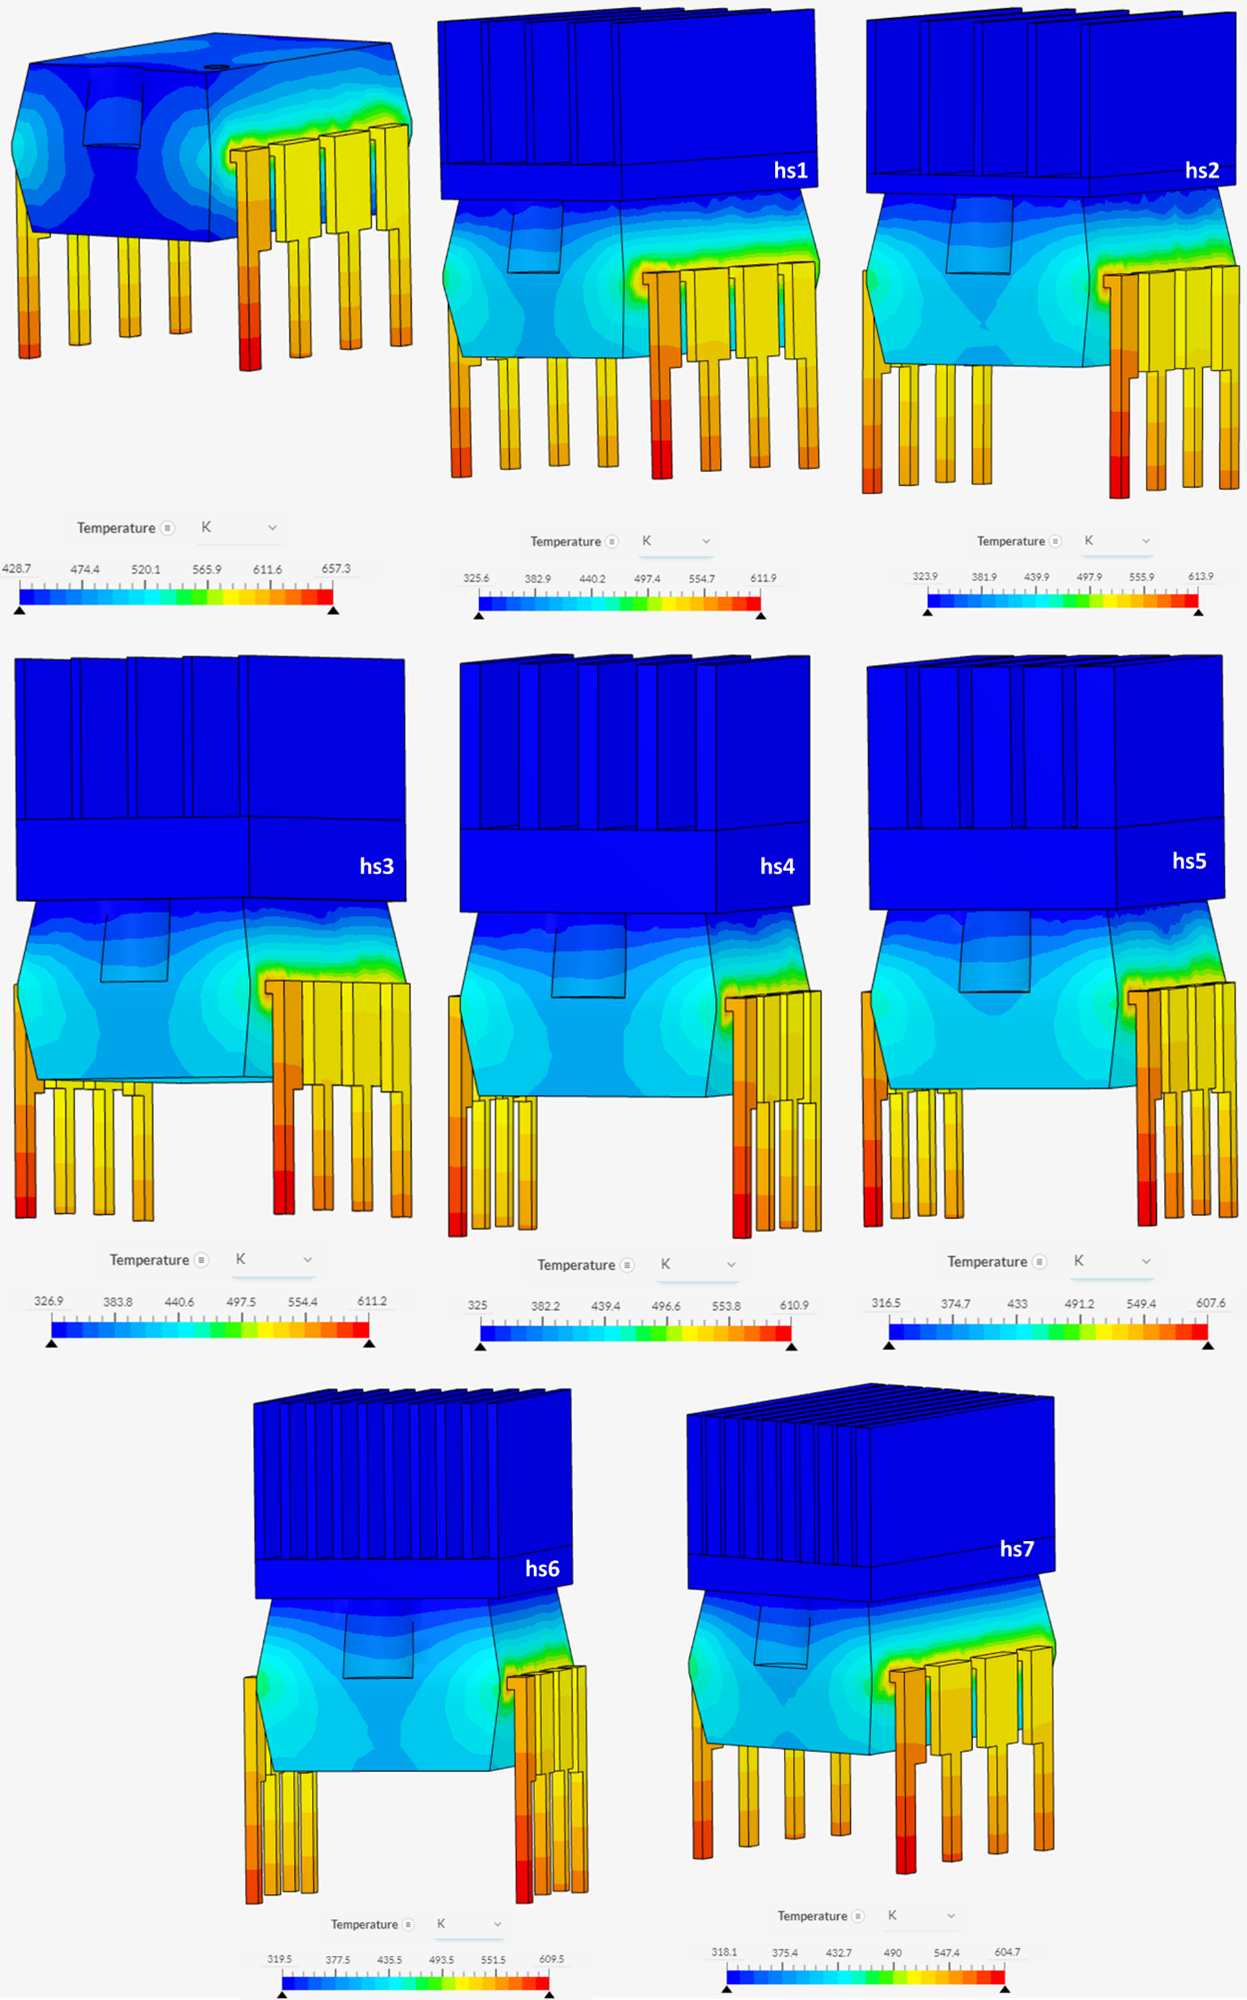 hs1
hs2
Temperature K
428.7 474.4 520.1 565.9 611.6 657.3
Temperature K
325.6 382.9 440.2 497.4 554.7 611.9
Temperature K
323.9 381.9 439.9 497.9 555.9 613.9
hs3
hs4
hs5
Temperature K
326.9 383.8 440.6 497.5 554.4 611.2
Temperature K
325 382.2 439.4 496.6 553.8 610.9
Temperature K
316.5 374.7 433 491.2 549.4 607.6
hs6
hs7
Temperature K
319.5 377.5 435.5 493.5 551.5 609.5
Temperature K
318.1 375.4 432.7 490 547.4 604.7